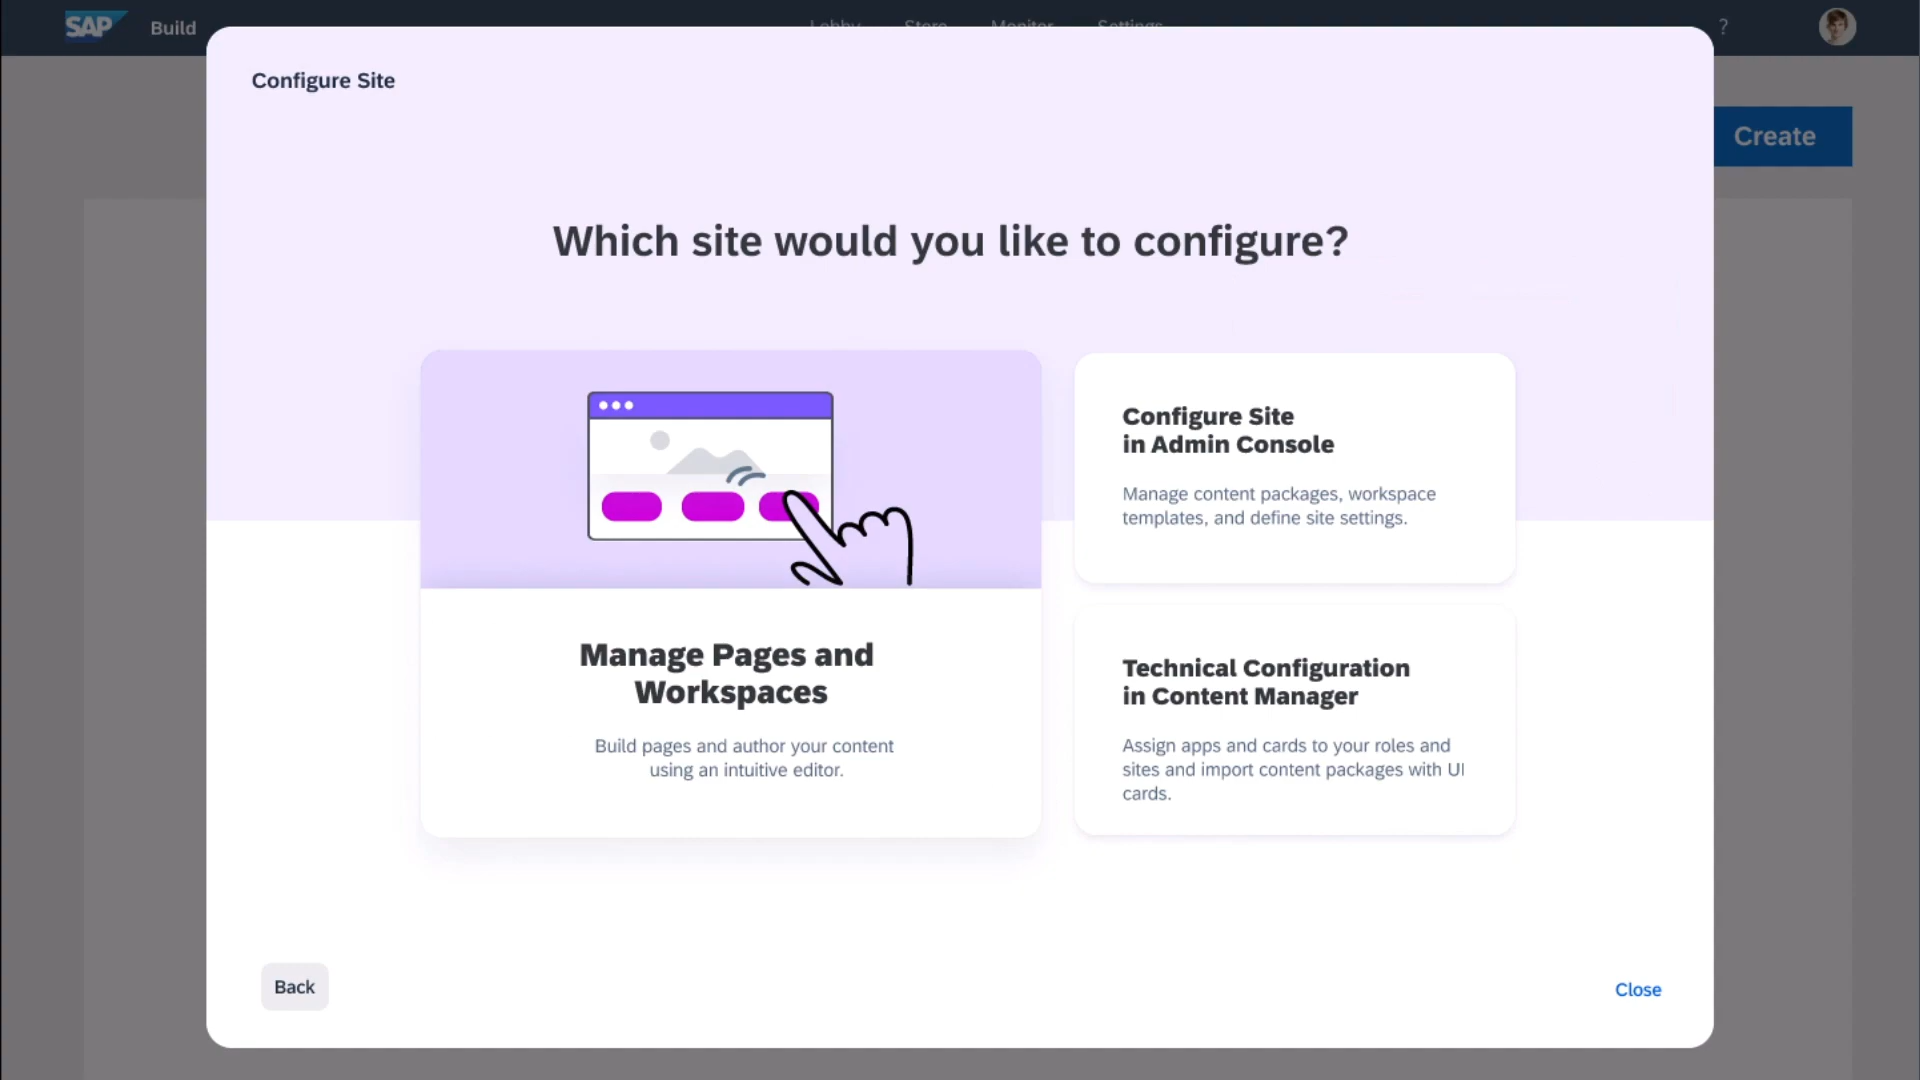 SAP
Build
Lobby
Store
Monitor
Settings
?
Configure Site
Create
Which site would you like to configure?
Manage Pages and
Workspaces
Build pages and author your content
using an intuitive editor.
Configure Site
in Admin Console
Manage content packages, workspace
templates, and define site settings.
Technical Configuration
in Content Manager
Assign apps and cards to your roles and
sites and import content packages with UI
cards.
Back
Close